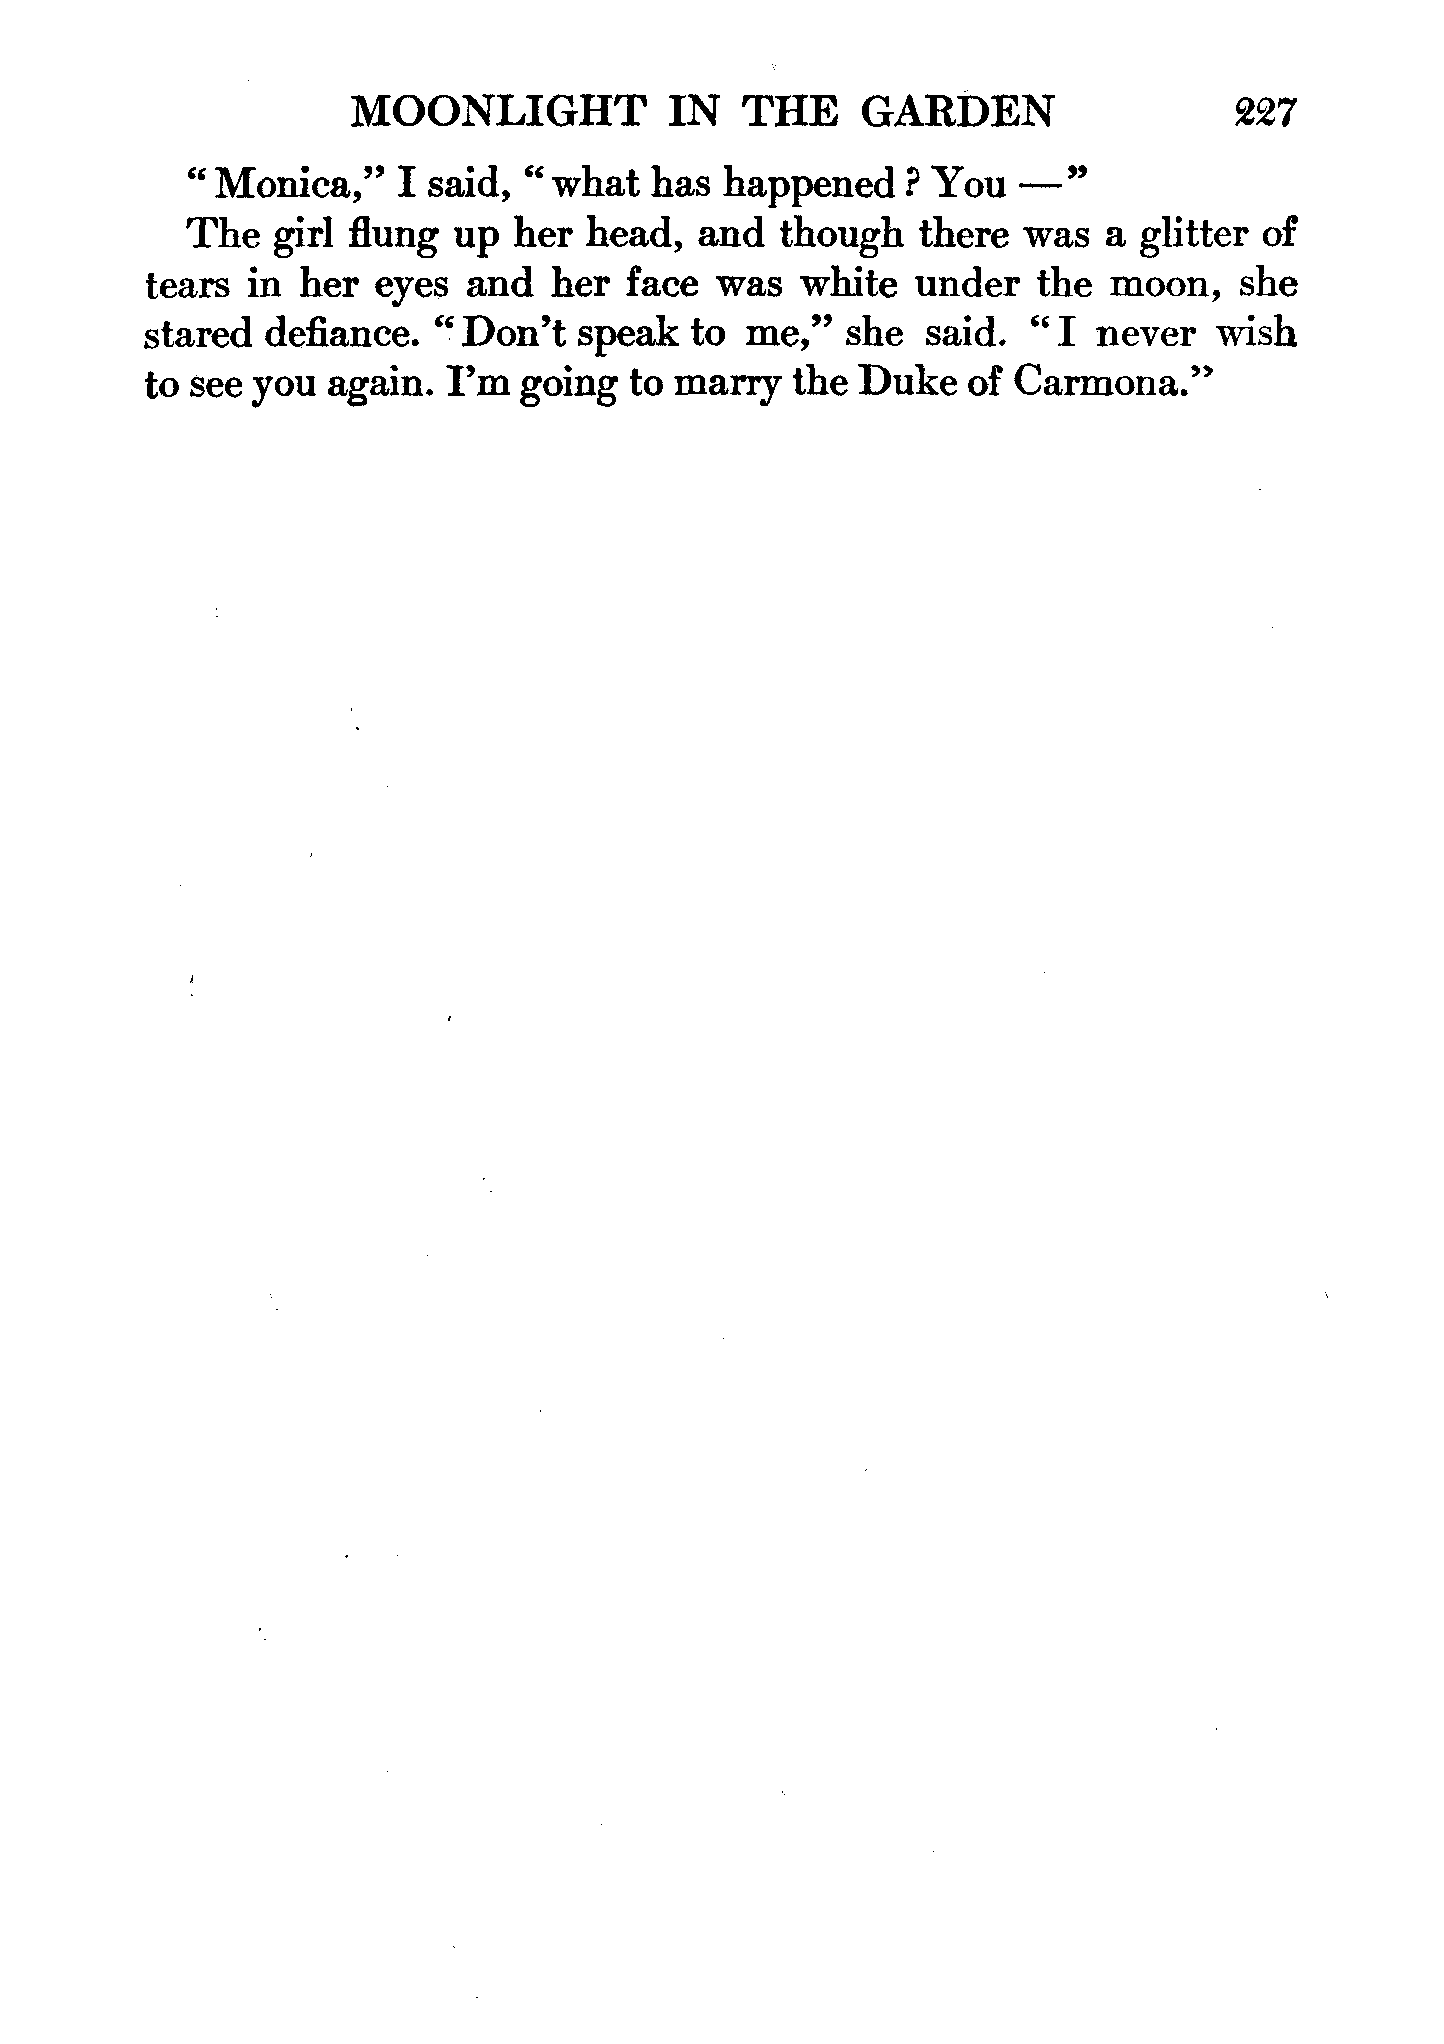 MOONLIGHT IN THE GARDEN 227
“Monica,” I said, “what has happened? You —”
The girl flung up her head, and though there was a glitter of
tears in her eyes and her face was white under the moon, she
stared defiance. “Don’t speak to me,” she said. “I never wish
to see you again. I’m going to marry the Duke of Carmona.”